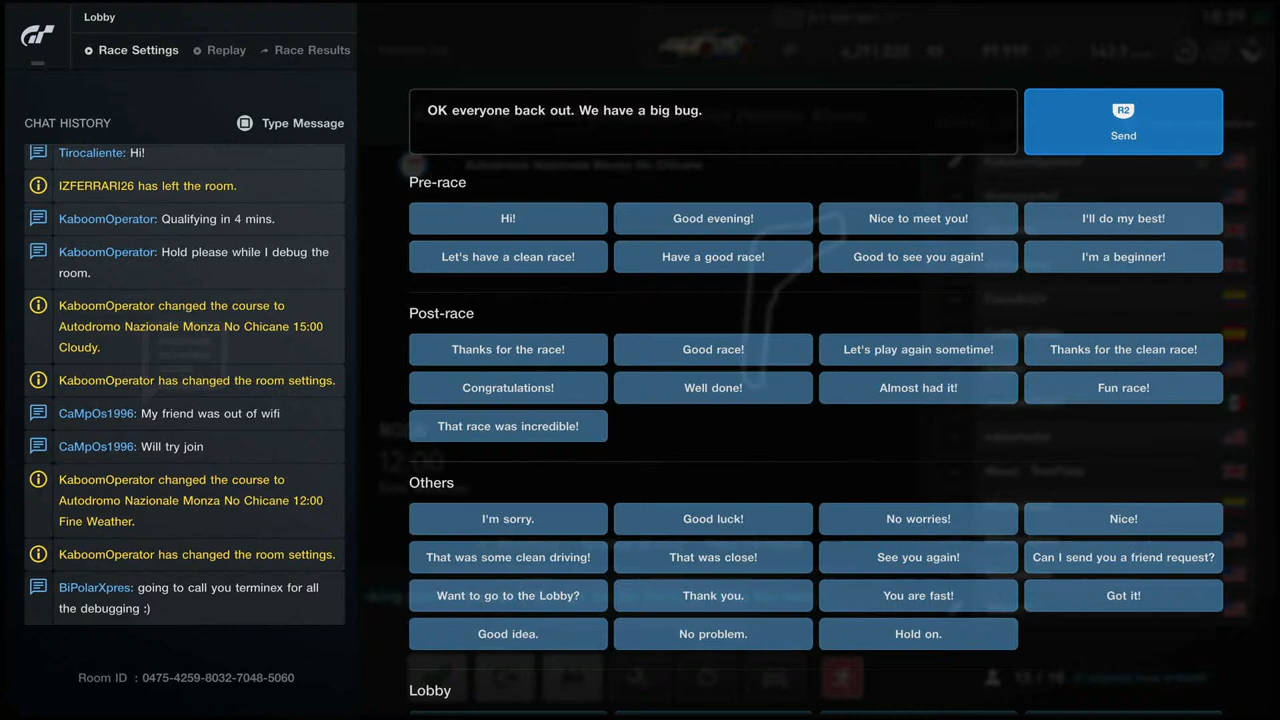 Lobby
Race Settings
Replay
Race Results
CHAT HISTORY
Type Message
Tirocaliente: Hi!
IZFERRARI26 has left the room.
KaboomOperator: Qualifying in 4 mins.
KaboomOperator: Hold please while I debug the
room.
KaboomOperator changed the course to
Autodromo Nazionale Monza No Chicane 15:00
Cloudy.
KaboomOperator has changed the room settings.
CaMpOs1996: My friend was out of wifi
CaMpOs1996: Will try join
KaboomOperator changed the course to
Autodromo Nazionale Monza No Chicane 12:00
Fine Weather.
KaboomOperator has changed the room settings.
BiPolarXpres: going to call you terminex for all
the debugging :)
Room ID : 0475-4259-8032-7048-5060
OK everyone back out. We have a big bug.
R2
Send
Pre-race
Hi!
Good evening!
Nice to meet you!
I'll do my best!
Let's have a clean race!
Have a good race!
Good to see you again!
I'm a beginner!
Post-race
Thanks for the race!
Good race!
Let's play again sometime!
Thanks for the clean race!
Congratulations!
Well done!
Almost had it!
Fun race!
That race was incredible!
Others
I'm sorry.
Good luck!
No worries!
Nice!
That was some clean driving!
That was close!
See you again!
Can I send you a friend request?
Want to go to the Lobby?
Thank you.
You are fast!
Got it!
Good idea.
No problem.
Hold on.
Lobby